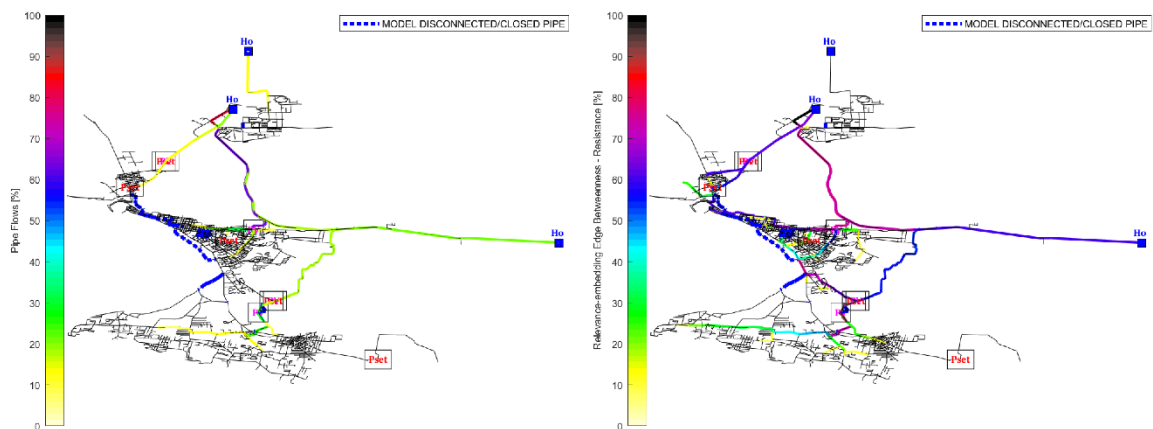 MODEL DISCONNECTED/CLOSED PIPE
Ho
Ho
Pset
Pset
Pset
Pset
Pipe Flows [%]
100
90
80
70
60
50
40
30
20
10
0
MODEL DISCONNECTED/CLOSED PIPE
Ho
Ho
Pset
Pset
Ho
Pset
Relevance-embedding Edge Betweenness - Resistance [%]
100
90
80
70
60
50
40
30
20
10
0